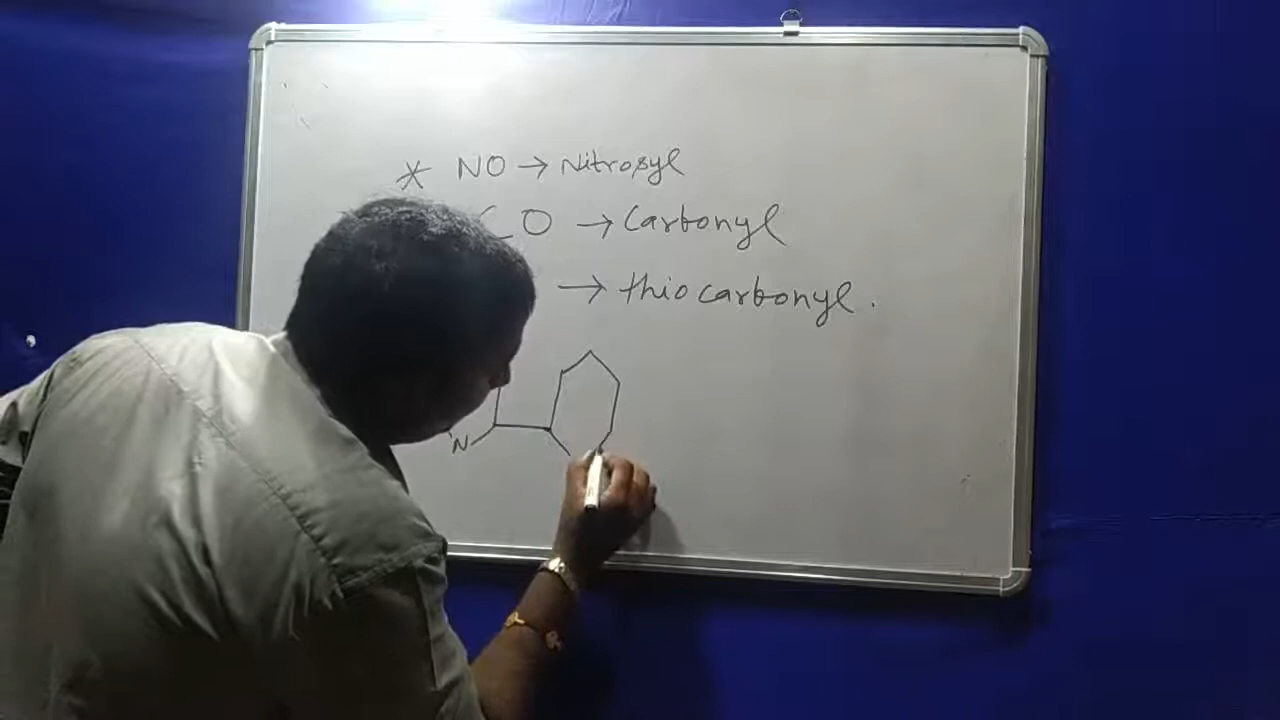 * NO → Nitrosyl
CO → Carbonyl
→ thiocarbonyl.
N